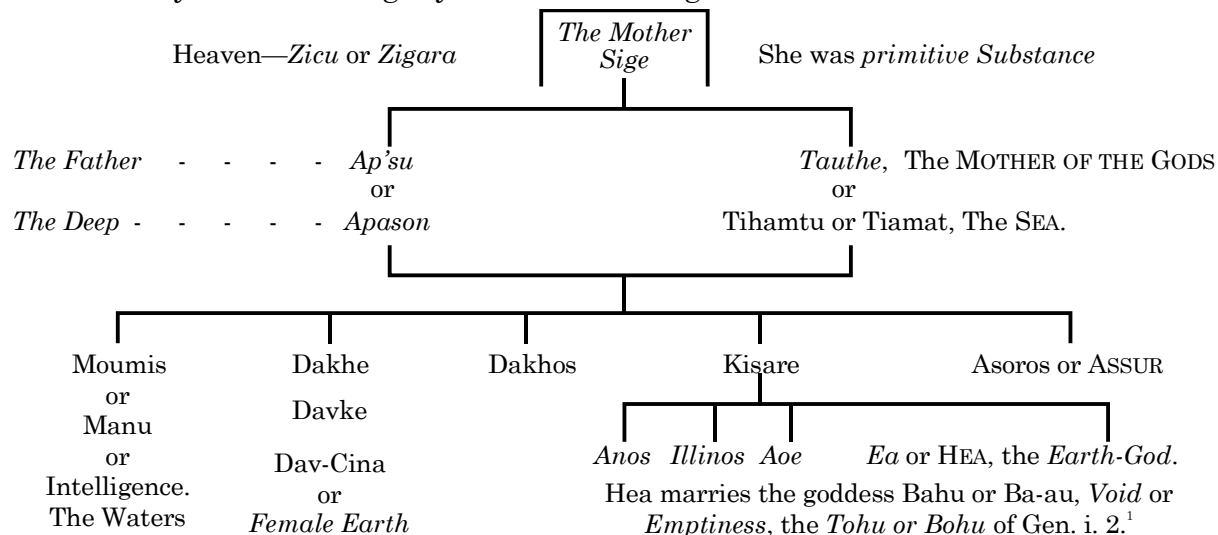 The Mother
Heaven—Zicu or Zigara Sige She was primitive Substance
The Father - - - - Ap'su Tauthe, The MOTHER OF THE GODS
or or
The Deep - - - - - Apason Tihamtu or Tiamat, The SEA.
Moumis Dakhe Dakhos Kisare Asoros or ASSUR
or
Manu Davke
or
Intelligence.
The Waters
Dav-Cina
or
Female Earth
Anos Illinos Aoe Ea or HEA, the Earth-God.
Hea marries the goddess Bahu or Ba-au, Void or
Emptiness, the Tohu or Bohu of Gen. i. 2.¹